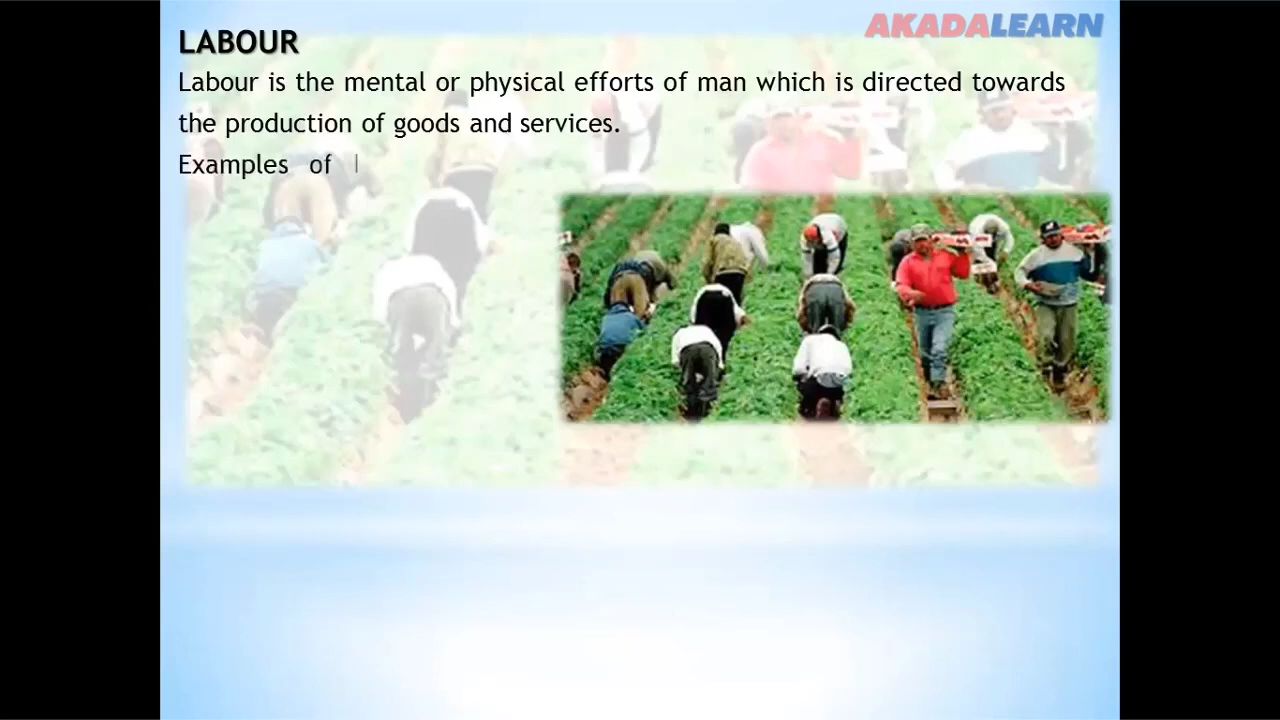 AKADALEARN
LABOUR
Labour is the mental or physical efforts of man which is directed towards
the production of goods and services.
Examples of l